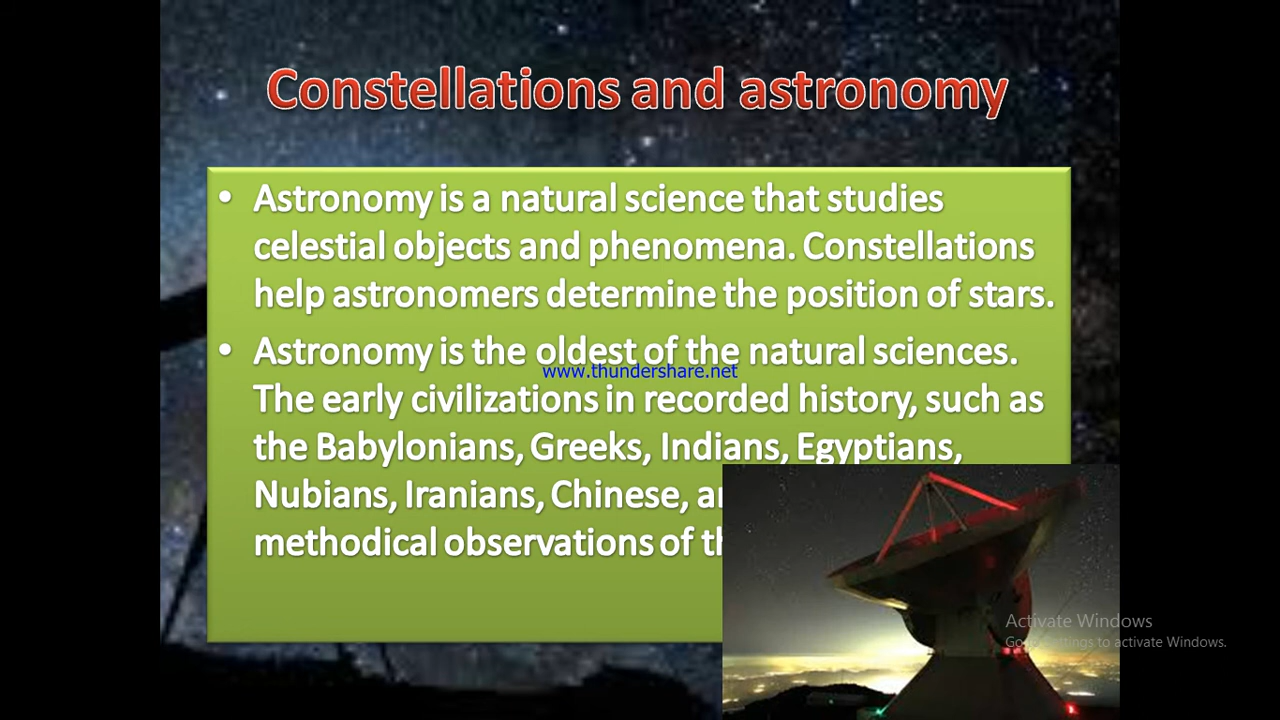 Constellations and astronomy
• Astronomy is a natural science that studies
celestial objects and phenomena. Constellations
help astronomers determine the position of stars.
• Astronomy is the oldest of the natural sciences.
www.thundershare.net
The early civilizations in recorded history, such as
the Babylonians, Greeks, Indians, Egyptians,
Nubians, Iranians, Chinese,
methodical observations of
Activate Windows
Go to Settings to activate Windows.